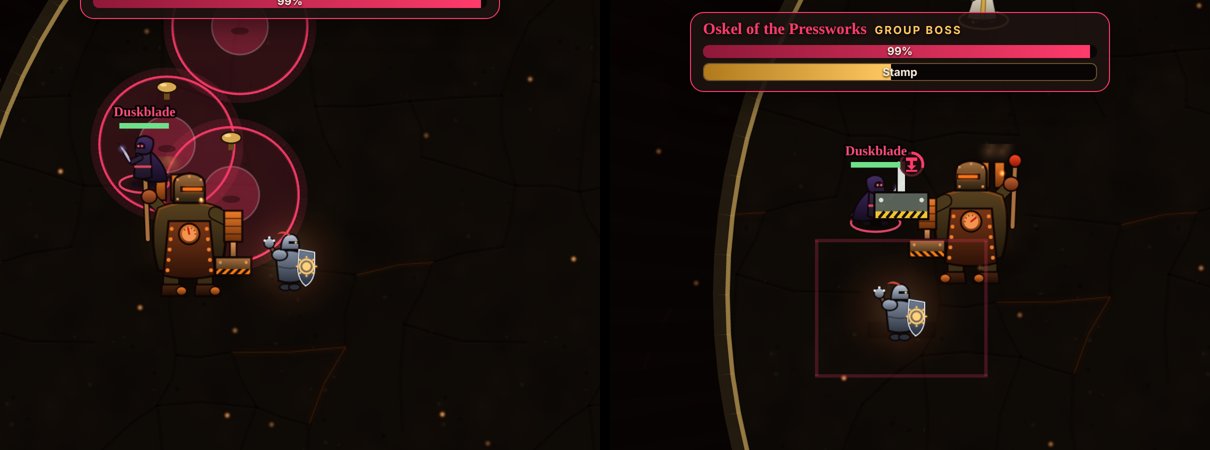 99%
Duskblade
Oskel of the Pressworks GROUP BOSS
99%
Stamp
Duskblade